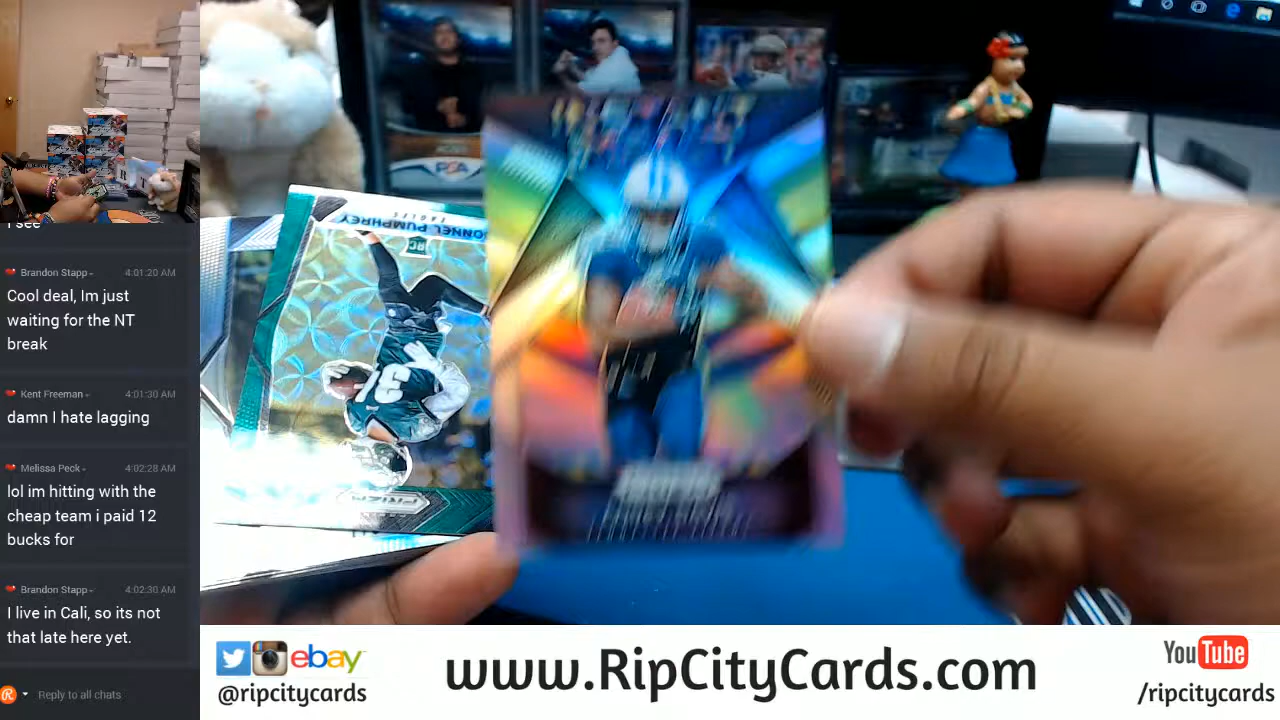 I see
Brandon Stapp 4:01:20 AM
Cool deal, Im just
waiting for the NT
break
Kent Freeman 4:01:30 AM
damn I hate lagging
Melissa Peck 4:02:28 AM
lol im hitting with the
cheap team i paid 12
bucks for
Brandon Stapp 4:02:30 AM
I live in Cali, so its not
that late here yet.
Reply to all chats
PSA
DONNEL PUMPHREY
EAGLES
RC
PRIZM
ebay
@ripcitycards
www.RipCityCards.com
YouTube
/ripcitycards